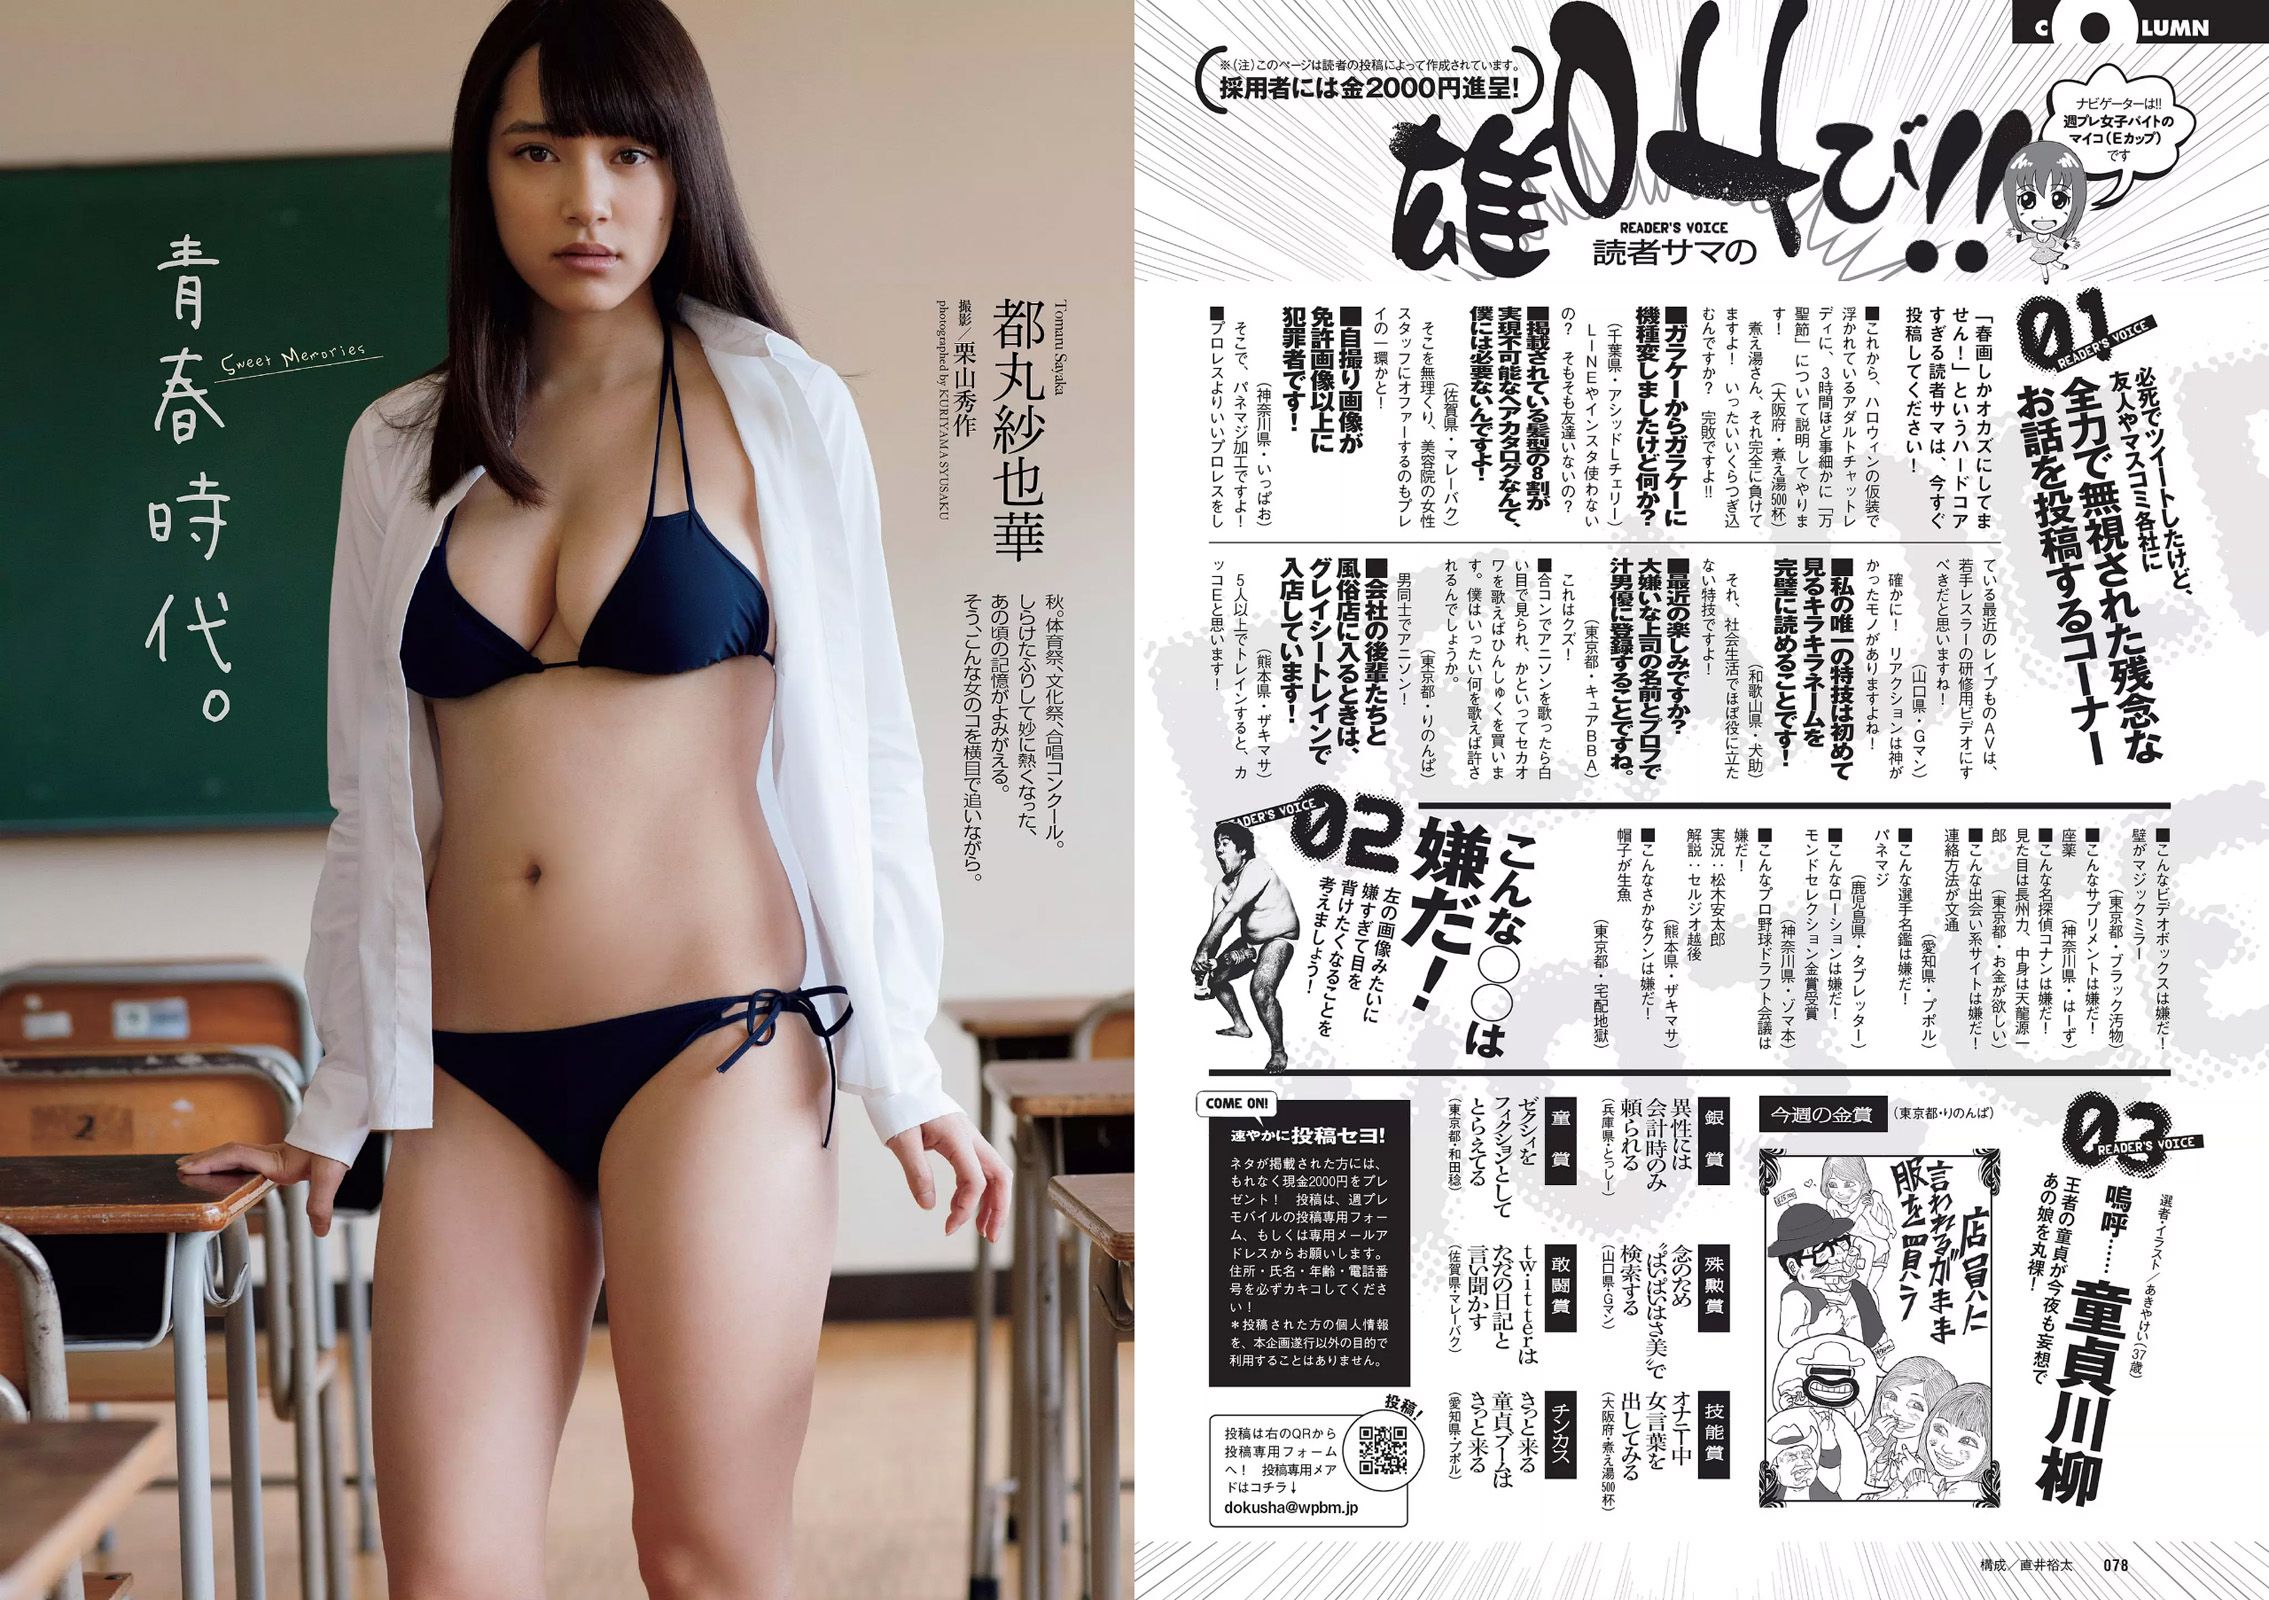 青春時代。
Sweet Memories
Tomaru Sayaka
都丸紗也華
撮影／栗山秀作
photographed by KURIYAMA SYUSAKU
秋。体育祭、文化祭、合唱コンクール。
しらけたふりして妙に熱くなった、
あの頃の記憶がよみがえる。
そう、こんな女のコを横目で追いながら。
2
COLUMN
※（注）このページは読者の投稿によって作成されています。
採用者には金2000円進呈！
雄叫び!!
READER'S VOICE
読者サマの
ナビゲーターは!!
週プレ女子バイトの
マイコ（Eカップ）
です
01
READER'S VOICE
必死でツイートしたけど、
友人やマスコミ各社に
全力で無視された残念な
お話を投稿するコーナー
「春画しかオカズにしてま
せん！」というハードコア
すぎる読者サマは、今すぐ
投稿してください！
■これから、ハロウィンの仮装で
浮かれているアダルトチャットレ
ディに、3時間ほど事細かに「万
聖節」について説明してやりま
す！　（大阪府・煮え湯500杯）
煮え湯さん、それ完全に負けて
ますよ！　いったいいくらつぎ込
むんですか？　完敗ですよ!!
■ガラケーからガラケーに
機種変しましたけど何か？
（千葉県・アシッドLチェリー）
LINEやインスタ使わない
の？　そもそも友達いないの？
■掲載されている髪型の8割が
実現不可能なヘアカタログなんて、
僕には必要ないんですよ！
（佐賀県・マレーバク）
そこを無理くり、美容院の女性
スタッフにオファーするのもプレ
イの一環かと！
■自撮り画像が
免許画像以上に
犯罪者です！
（神奈川県・いっぱお）
そこで、パネマジ加工ですよ！
■プロレスよりいいプロレスをし
ている最近のレイプものAVは、
若手レスラーの研修用ビデオにす
べきだと思いますね！
（山口県・Gマン）
確かに！　リアクションは神が
かったモノがありますよね！
■私の唯一の特技は初めて
見るキラキラネームを
完璧に読めることです！
（和歌山県・犬助）
それ、社会生活でほぼ役に立た
ない特技ですよ！
■最近の楽しみですか？
大嫌いな上司の名前とプロフで
汁男優に登録することですね。
（東京都・キュアBBA）
これはクズ！
■合コンでアニソンを歌ったら白
い目で見られ、かといってセカオ
ワを歌えばひんしゅくを買いま
す。僕はいったい何を歌えば許さ
れるんでしょうか。
（東京都・りのんぱ）
男同士でアニソン！
■会社の後輩たちと
風俗店に入るときは、
グレイシートレインで
入店しています！
（熊本県・ザキマサ）
5人以上でトレインすると、カ
ッコEと思います！
02
READER'S VOICE
こんな○○は
嫌だ！
左の画像みたいに
嫌すぎて目を
背けたくなることを
考えましょう！
■こんなビデオボックスは嫌だ！
壁がマジックミラー
（東京都・ブラック汚物）
■こんなサプリメントは嫌だ！
座薬　（神奈川県・はーず）
■こんな名探偵コナンは嫌だ！
見た目は長州力、中身は天龍源一
郎　（東京都・お金が欲しい）
■こんな出会い系サイトは嫌だ！
連絡方法が文通
（愛知県・プポル）
■こんな選手名鑑は嫌だ！
パネマジ
（鹿児島県・タブレッター）
■こんなローションは嫌だ！
モンドセレクション金賞受賞
（神奈川県・ゾマ本）
■こんなプロ野球ドラフト会議は
嫌だ！
実況：松木安太郎
解説：セルジオ越後
（熊本県・ザキマサ）
■こんなさかなクンは嫌だ！
帽子が生魚
（東京都・宅配地獄）
03
READER'S VOICE
選者・イラスト／あきやけい（37歳）
嗚呼……童貞川柳
王者の童貞が今夜も妄想で
あの娘を丸裸！
今週の金賞
（東京都・りのんぱ）
店員に
言われるがまま
服を買う
銀賞
異性には
会計時のみ
頼られる
（兵庫県・とっしー）
殊勲賞
念のため
“ぱいぱいはさ美”で
検索する
（山口県・Gマン）
技能賞
オナニー中
女言葉を
出してみる
（大阪府・煮え湯500杯）
童賞
ゼクシィを
フィクションとして
とらえてる
（東京都・和田稔）
敢闘賞
twitterは
ただの日記と
言い聞かす
（佐賀県・マレーバク）
チンカス
きっと来る
童貞ブームは
きっと来る
（愛知県・プポル）
COME ON!
速やかに投稿セヨ！
ネタが掲載された方には、
もれなく現金2000円をプレ
ゼント！　投稿は、週プレ
モバイルの投稿専用フォー
ム、もしくは専用メールア
ドレスからお願いします。
住所・氏名・年齢・電話番
号を必ずカキコしてくださ
い！
＊投稿された方の個人情報
を、本企画遂行以外の目的で
利用することはありません。
投稿！
投稿は右のQRから
投稿専用フォーム
へ！　投稿専用メア
ドはコチラ↓
dokusha@wpbm.jp
構成／直井裕太
078